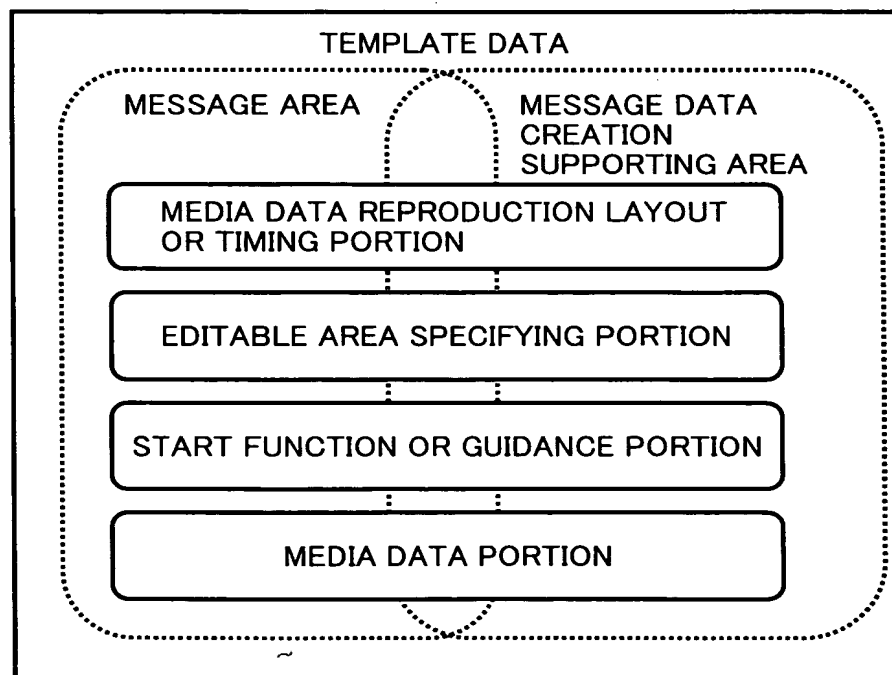 TEMPLATE DATA
MESSAGE AREA
MESSAGE DATA
CREATION
SUPPORTING AREA
MEDIA DATA REPRODUCTION LAYOUT
OR TIMING PORTION
EDITABLE AREA SPECIFYING PORTION
START FUNCTION OR GUIDANCE PORTION
MEDIA DATA PORTION